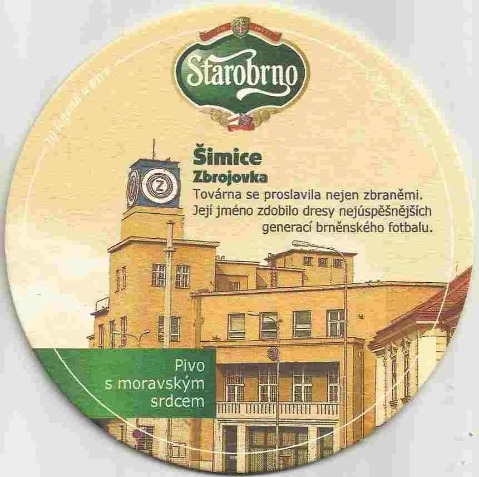 Starobrno
Šimice
Zbrojovka
Továrna se proslavila nejen zbraněmi.
Její jméno zdobilo dresy nejúspěšnějších
generací brněnského fotbalu.
Z
Pivo
s moravským
srdcem